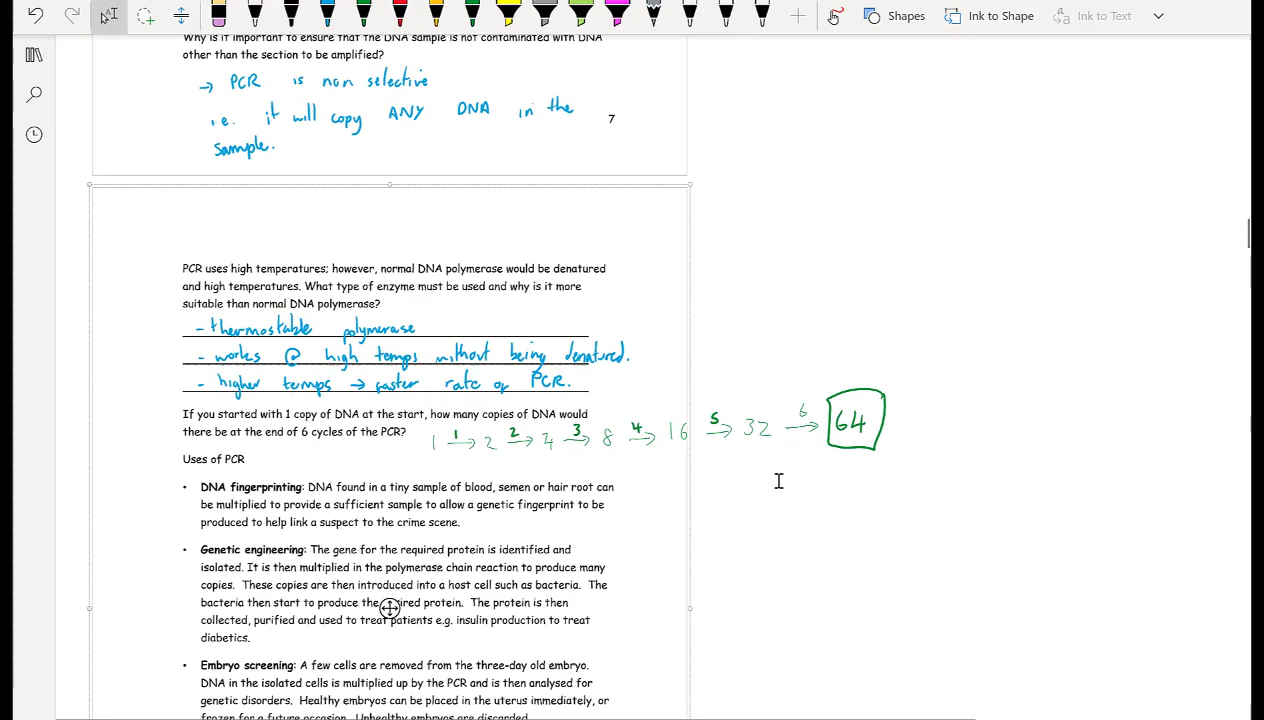 Shapes
Ink to Shape
Ink to Text
Why is it important to ensure that the DNA sample is not contaminated with DNA
other than the section to be amplified?
→ PCR is non selective
i.e. it will copy ANY DNA in the
sample.
7
PCR uses high temperatures; however, normal DNA polymerase would be denatured
and high temperatures. What type of enzyme must be used and why is it more
suitable than normal DNA polymerase?
- thermostable polymerase
- works @ high temps without being denatured.
- higher temps → faster rate of PCR.
If you started with 1 copy of DNA at the start, how many copies of DNA would
there be at the end of 6 cycles of the PCR?
1 1→ 2 2→ 4 3→ 8 4→ 16 5→ 32 6→ 64
Uses of PCR
• DNA fingerprinting: DNA found in a tiny sample of blood, semen or hair root can
be multiplied to provide a sufficient sample to allow a genetic fingerprint to be
produced to help link a suspect to the crime scene.
• Genetic engineering: The gene for the required protein is identified and
isolated. It is then multiplied in the polymerase chain reaction to produce many
copies. These copies are then introduced into a host cell such as bacteria. The
bacteria then start to produce the required protein. The protein is then
collected, purified and used to treat patients e.g. insulin production to treat
diabetics.
• Embryo screening: A few cells are removed from the three-day old embryo.
DNA in the isolated cells is multiplied up by the PCR and is then analysed for
genetic disorders. Healthy embryos can be placed in the uterus immediately, or
frozen for a future occasion. Unhealthy embryos are discarded.